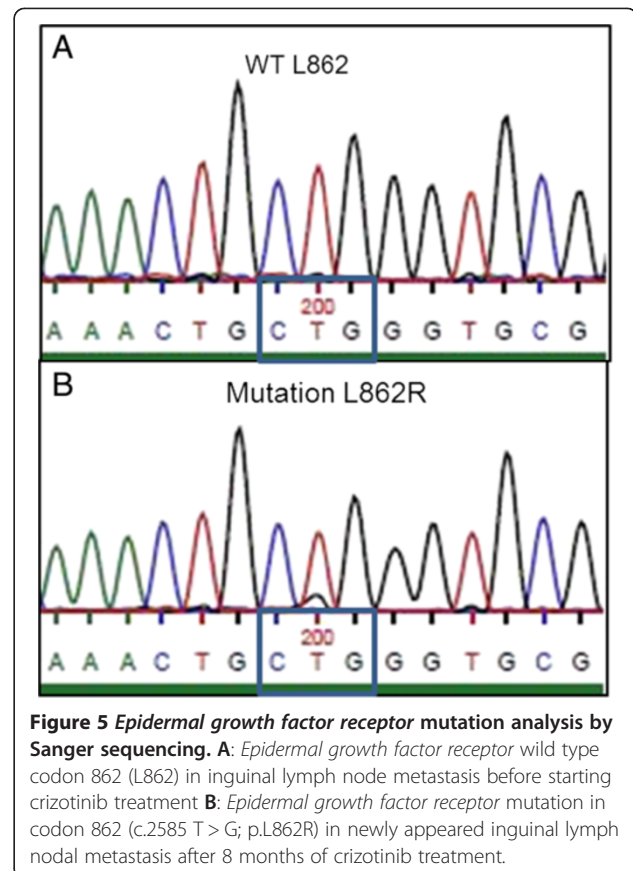 A
WT L862
200
A A A C T G C T G G G T G C G
B
Mutation L862R
200
A A A C T G C T G G G T G C G
Figure 5 Epidermal growth factor receptor mutation analysis by
Sanger sequencing. A: Epidermal growth factor receptor wild type
codon 862 (L862) in inguinal lymph node metastasis before starting
crizotinib treatment B: Epidermal growth factor receptor mutation in
codon 862 (c.2585 T > G; p.L862R) in newly appeared inguinal lymph
nodal metastasis after 8 months of crizotinib treatment.